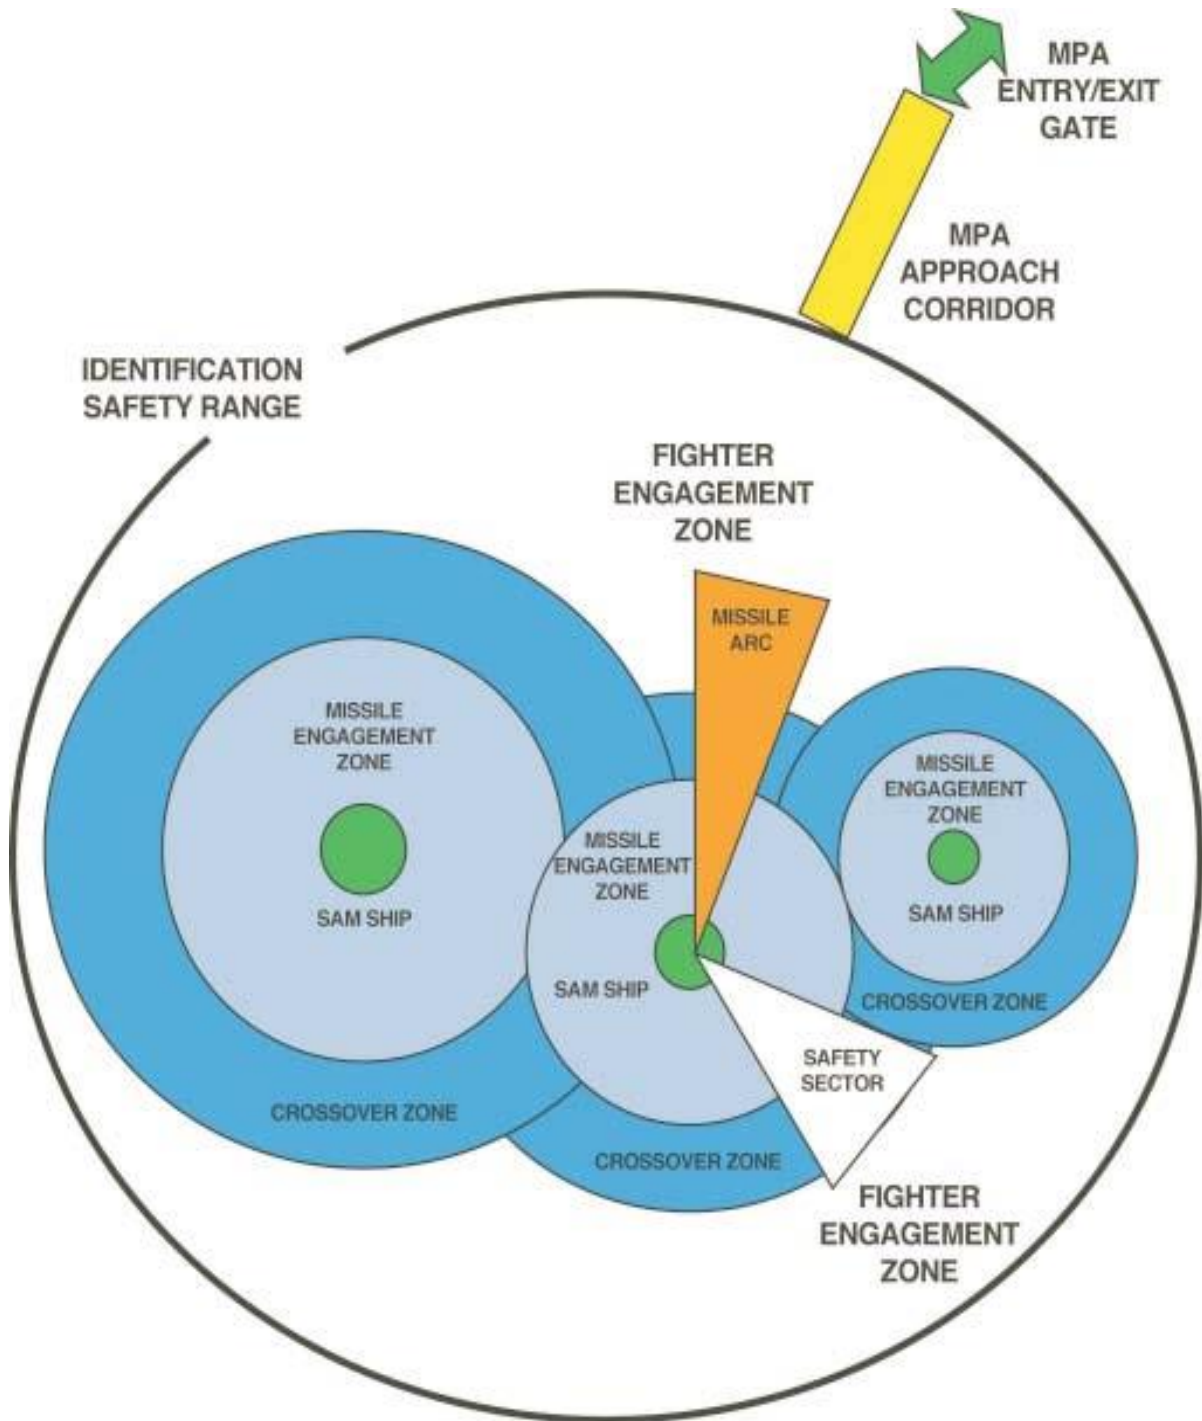 MPA
ENTRY/EXIT
GATE
MPA
APPROACH
CORRIDOR
IDENTIFICATION
SAFETY RANGE
FIGHTER
ENGAGEMENT
ZONE
MISSILE
ARC
MISSILE
ENGAGEMENT
ZONE
SAM SHIP
CROSSOVER ZONE
MISSILE
ENGAGEMENT
ZONE
SAM SHIP
CROSSOVER ZONE
MISSILE
ENGAGEMENT
ZONE
SAM SHIP
CROSSOVER ZONE
SAFETY
SECTOR
FIGHTER
ENGAGEMENT
ZONE